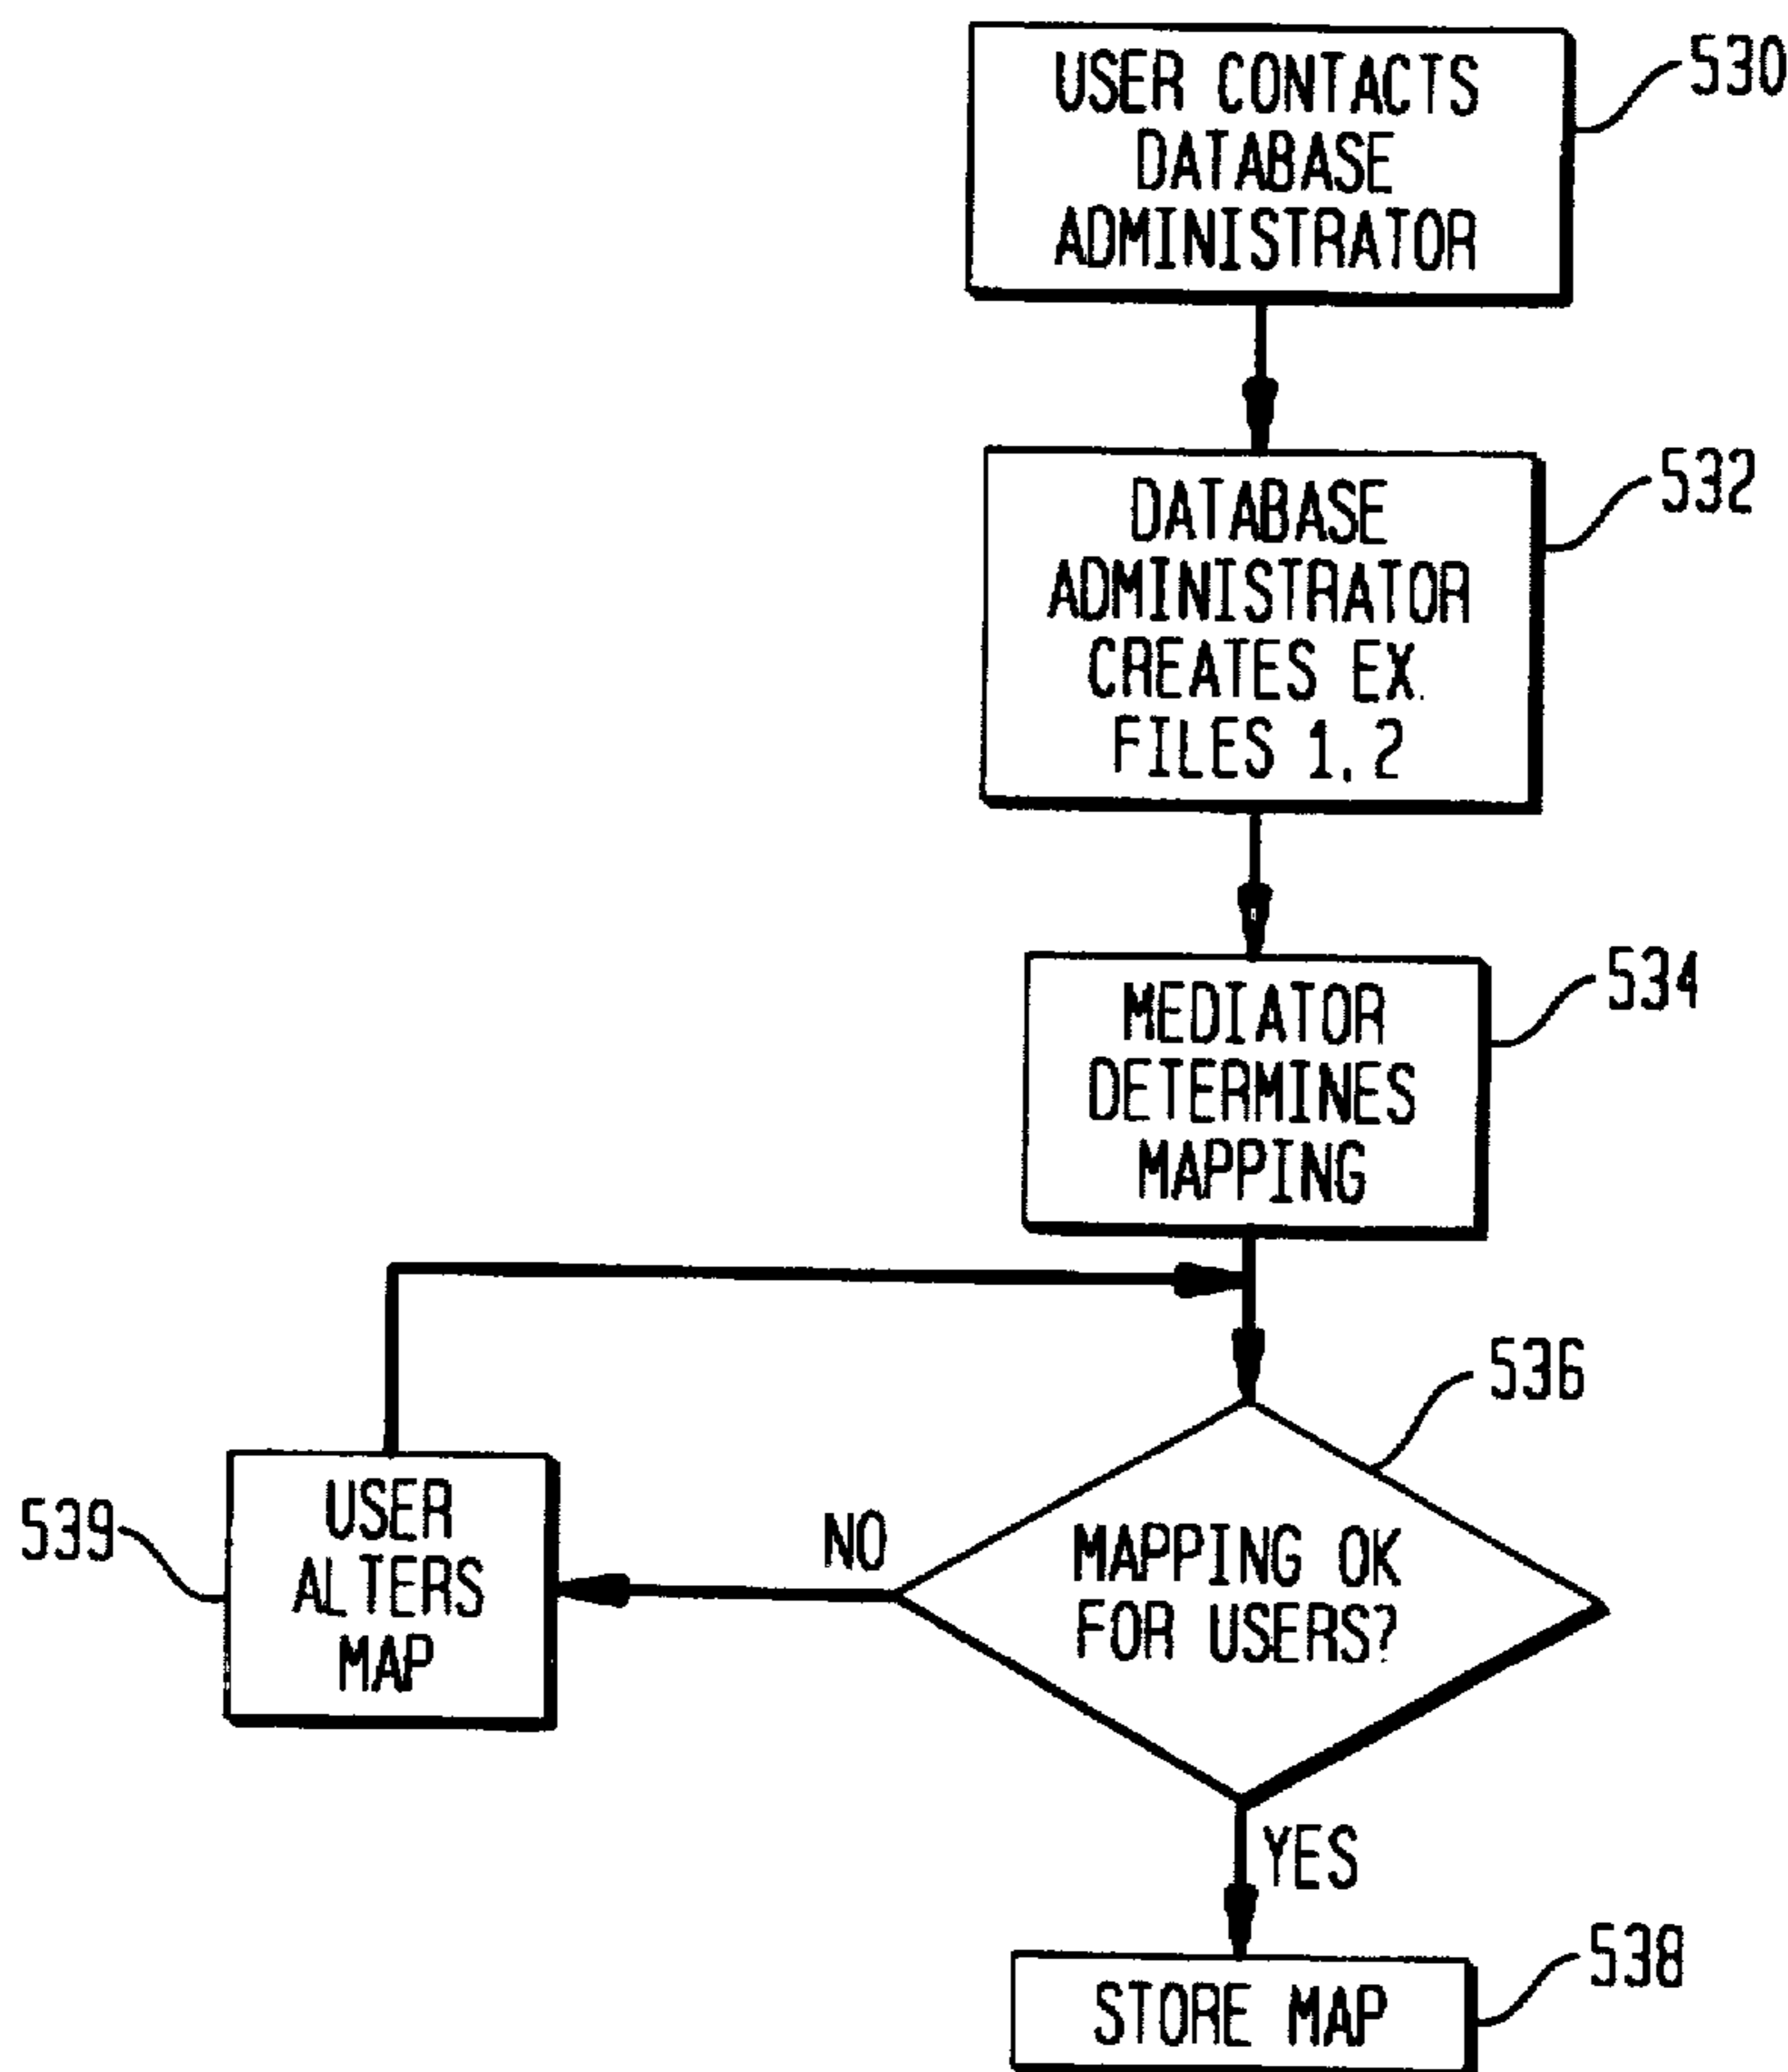 USER CONTACTS
DATABASE
ADMINISTRATOR
530
DATABASE
ADMINISTRATOR
CREATES EX.
FILES 1, 2
532
MEDIATOR
DETERMINES
MAPPING
534
536
MAPPING OK
FOR USERS?
NO
539
USER
ALTERS
MAP
YES
STORE MAP
538